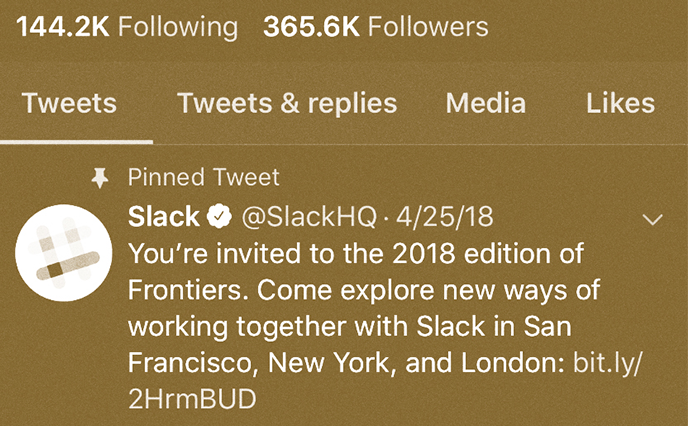 144.2K Following 365.6K Followers
Tweets Tweets & replies Media Likes
Pinned Tweet
Slack @SlackHQ · 4/25/18
You’re invited to the 2018 edition of
Frontiers. Come explore new ways of
working together with Slack in San
Francisco, New York, and London: bit.ly/
2HrmBUD